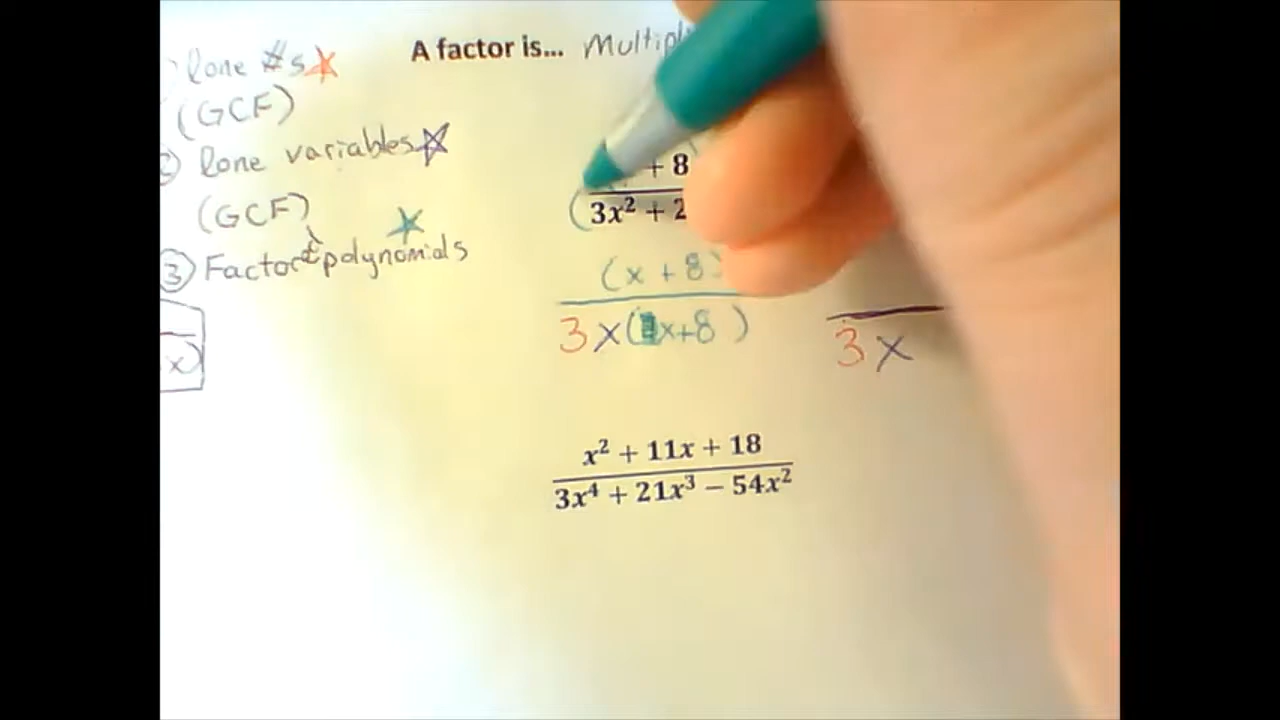 lone #s
(GCF)
lone variables
(GCF)
3 Factor polynomials
x)
A factor is...
+ 8
3x² + 2
(x + 8)
3x( x+8 )
3x
x² + 11x + 18
3x⁴ + 21x³ − 54x²